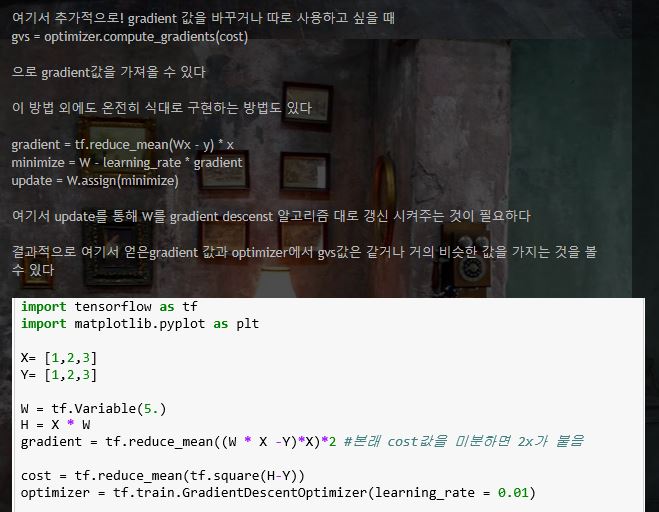 여기서 추가적으로! gradient 값을 바꾸거나 따로 사용하고 싶을 때
gvs = optimizer.compute_gradients(cost)
으로 gradient값을 가져올 수 있다
이 방법 외에도 온전히 식대로 구현하는 방법도 있다
gradient = tf.reduce_mean(Wx - y) * x
minimize = W - learning_rate * gradient
update = W.assign(minimize)
여기서 update를 통해 W를 gradient descenst 알고리즘 대로 갱신 시켜주는 것이 필요하다
결과적으로 여기서 얻은gradient 값과 optimizer에서 gvs값은 같거나 거의 비슷한 값을 가지는 것을 볼
수 있다
import tensorflow as tf
import matplotlib.pyplot as plt
X= [1,2,3]
Y= [1,2,3]
W = tf.Variable(5.)
H = X * W
gradient = tf.reduce_mean((W * X -Y)*X)*2 #본래 cost값을 미분하면 2x가 붙음
cost = tf.reduce_mean(tf.square(H-Y))
optimizer = tf.train.GradientDescentOptimizer(learning_rate = 0.01)